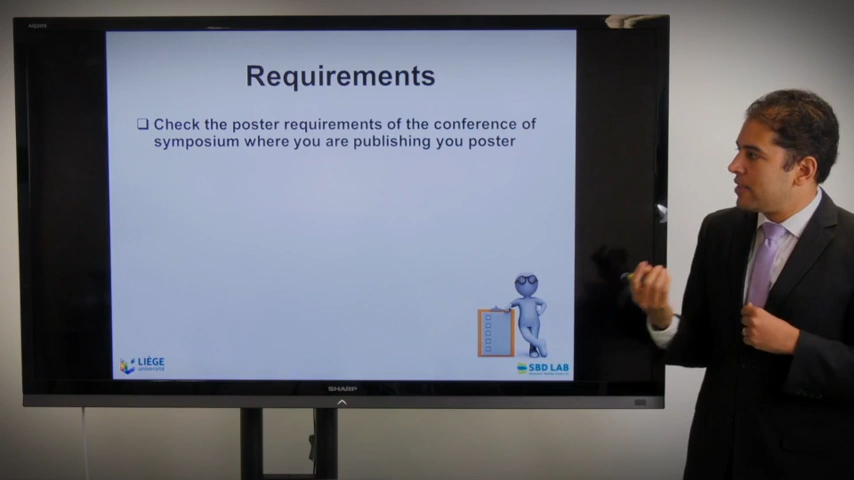 Requirements
❑ Check the poster requirements of the conference of
symposium where you are publishing you poster
LIÈGE
université
SBD LAB
SHARP